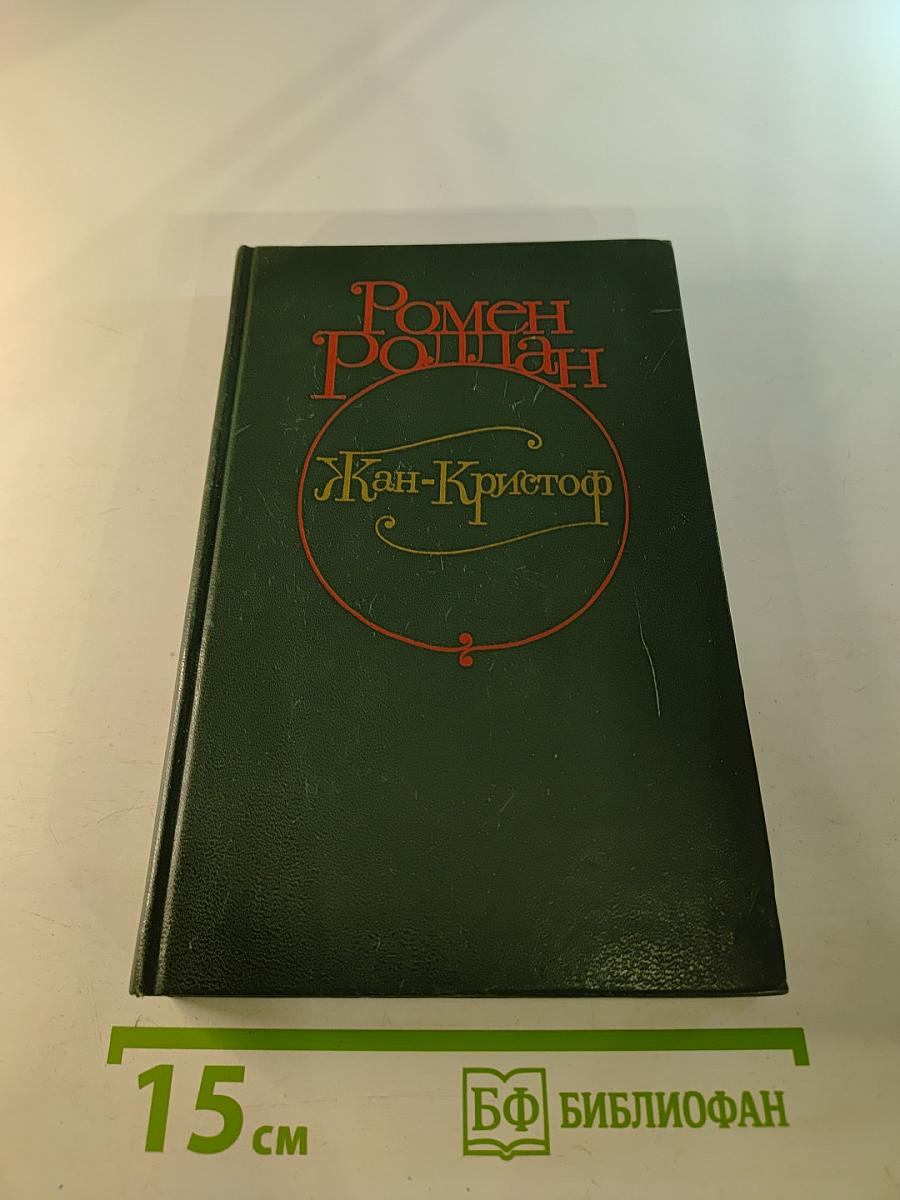 Ромен
Роллан
Жан-Кристоф
15 см
БФ БИБЛИОФАН